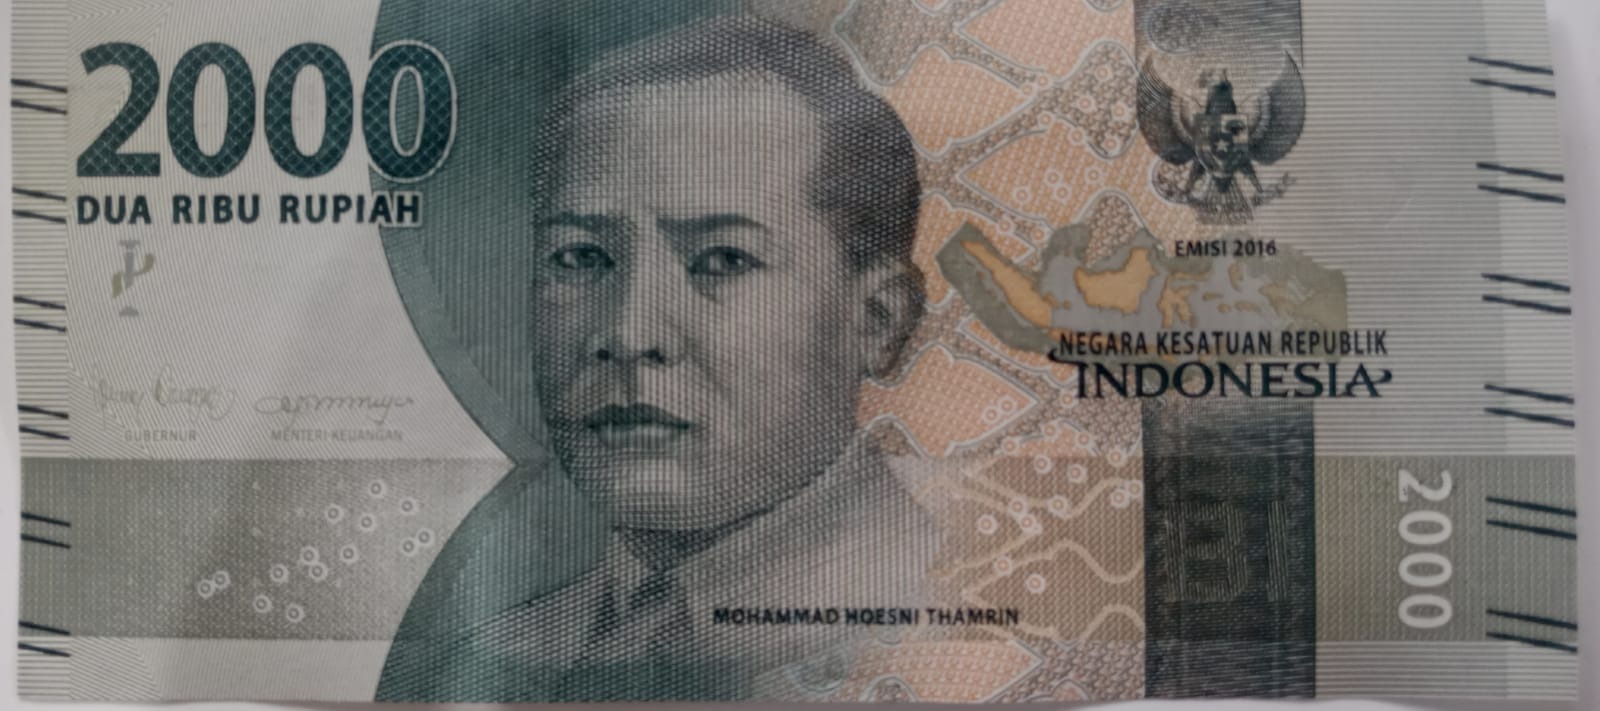 2000
DUA RIBU RUPIAH
GUBERNUR
MENTERI KEUANGAN
EMISI 2016
NEGARA KESATUAN REPUBLIK
INDONESIA
BI
2000
MOHAMMAD HOESNI THAMRIN